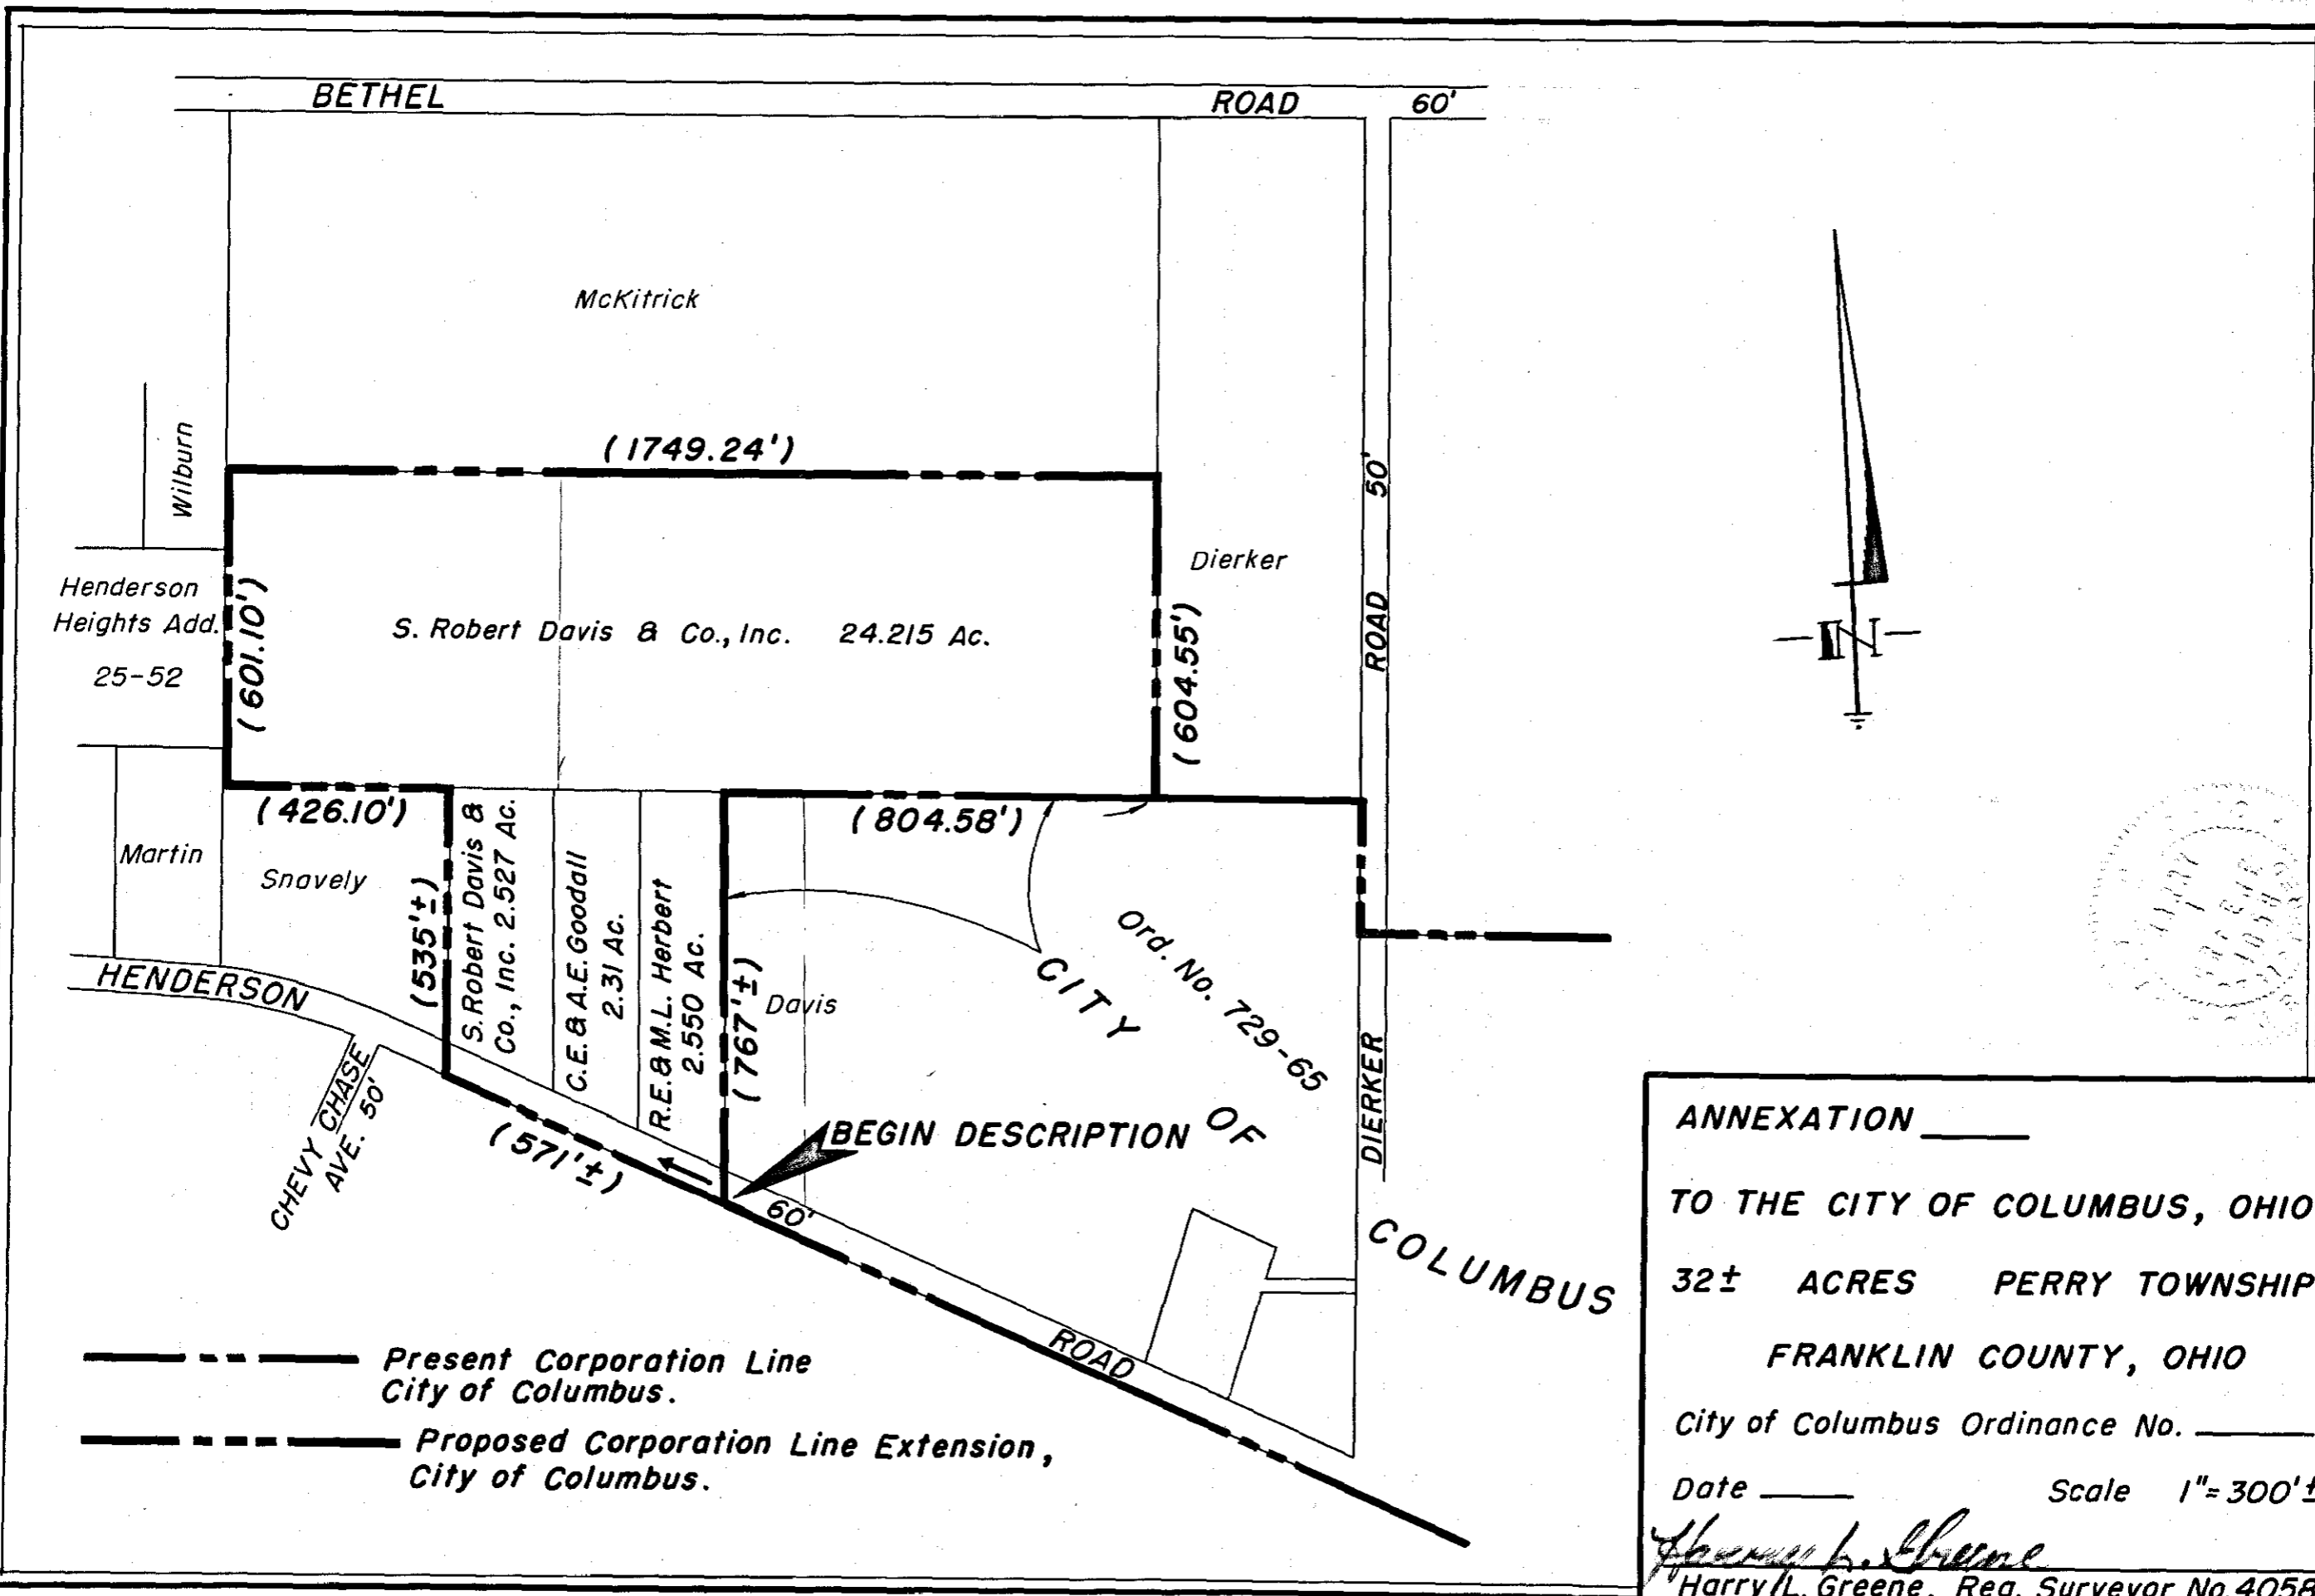 BETHEL ROAD 60'
McKitrick
Wilburn
(1749.24')
50'
ROAD
Dierker
Henderson
Heights Add.
25-52
(601.10')
S. Robert Davis & Co., Inc. 24.215 Ac.
(604.55')
N
(426.10')
(804.58')
Martin
Snavely
(535'±)
S. Robert Davis &
Co., Inc. 2.527 Ac.
C.E. & A.E. Goodall
2.31 Ac.
R.E. & M.L. Herbert
2.550 Ac.
(767'±)
Davis
Ord. No. 729-65
CITY OF COLUMBUS
HENDERSON ROAD
60'
DIERKER
CHEVY CHASE
AVE. 50'
(571'±)
BEGIN DESCRIPTION
Present Corporation Line
City of Columbus.
Proposed Corporation Line Extension,
City of Columbus.
ANNEXATION
TO THE CITY OF COLUMBUS, OHIO
32± ACRES PERRY TOWNSHIP
FRANKLIN COUNTY, OHIO
City of Columbus Ordinance No.
Date Scale 1"=300'±
Harry L. Greene
Harry L. Greene, Reg. Surveyor No. 4058